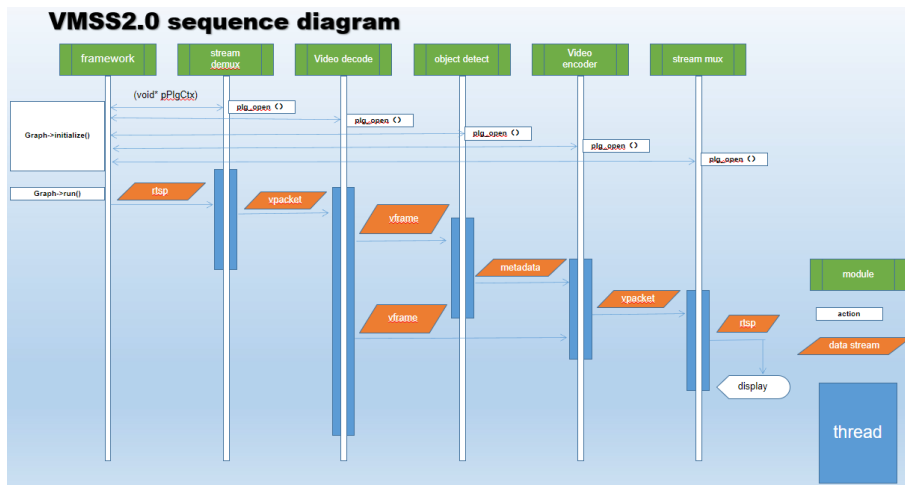 VMSS2.0 sequence diagram
framework
stream
demux
Video decode
object detect
Video
encoder
stream mux
(void* pPlgCtx)
plg_open ()
plg_open ()
plg_open ()
plg_open ()
plg_open ()
Graph->initialize()
Graph->run()
rtsp
vpacket
vframe
metadata
vframe
vpacket
rtsp
display
module
action
data stream
thread